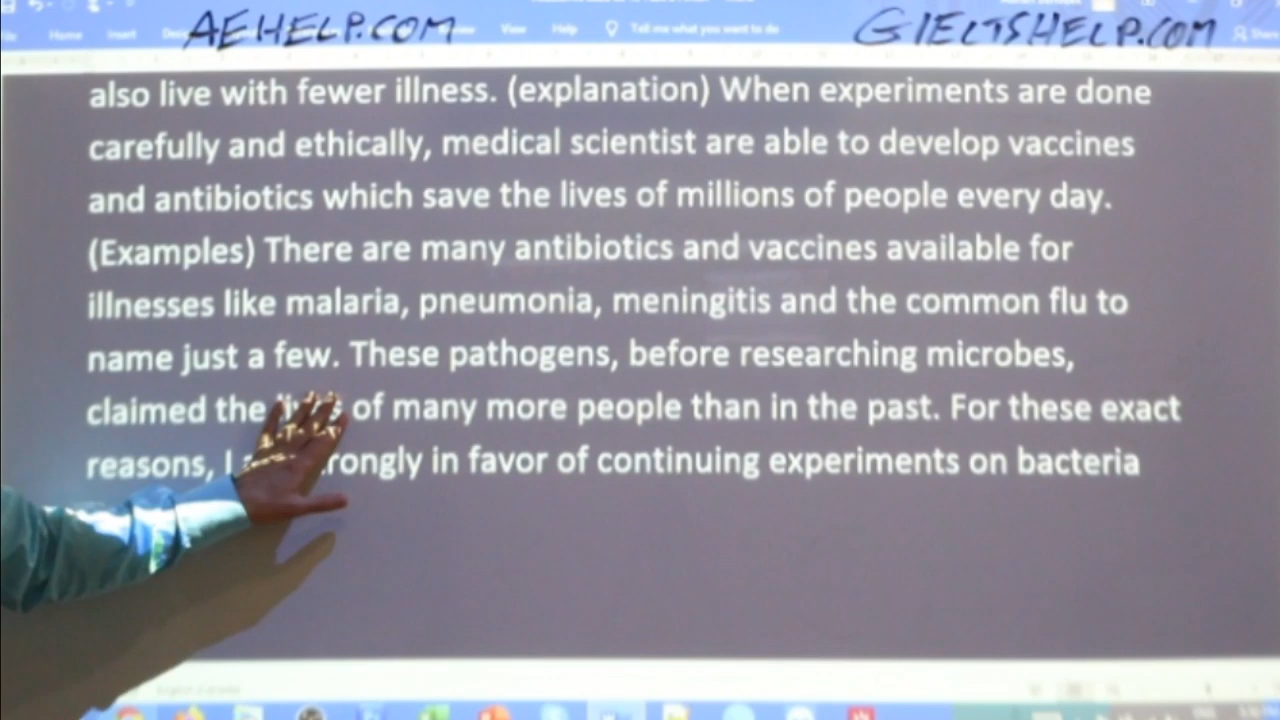 AEHELP.COM
GIELTSHELP.COM
Home Insert View Help Tell me what you want to do Share
also live with fewer illness. (explanation) When experiments are done
carefully and ethically, medical scientist are able to develop vaccines
and antibiotics which save the lives of millions of people every day.
(Examples) There are many antibiotics and vaccines available for
illnesses like malaria, pneumonia, meningitis and the common flu to
name just a few. These pathogens, before researching microbes,
claimed the lives of many more people than in the past. For these exact
reasons, I strongly in favor of continuing experiments on bacteria